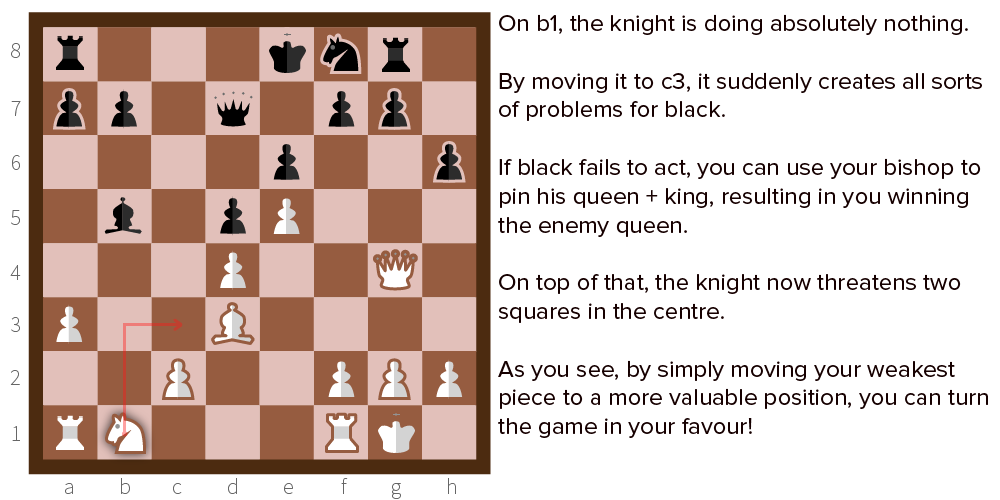 On b1, the knight is doing absolutely nothing.
By moving it to c3, it suddenly creates all sorts
of problems for black.
If black fails to act, you can use your bishop to
pin his queen + king, resulting in you winning
the enemy queen.
On top of that, the knight now threatens two
squares in the centre.
As you see, by simply moving your weakest
piece to a more valuable position, you can turn
the game in your favour!
8
7
6
5
4
3
2
1
a b c d e f g h